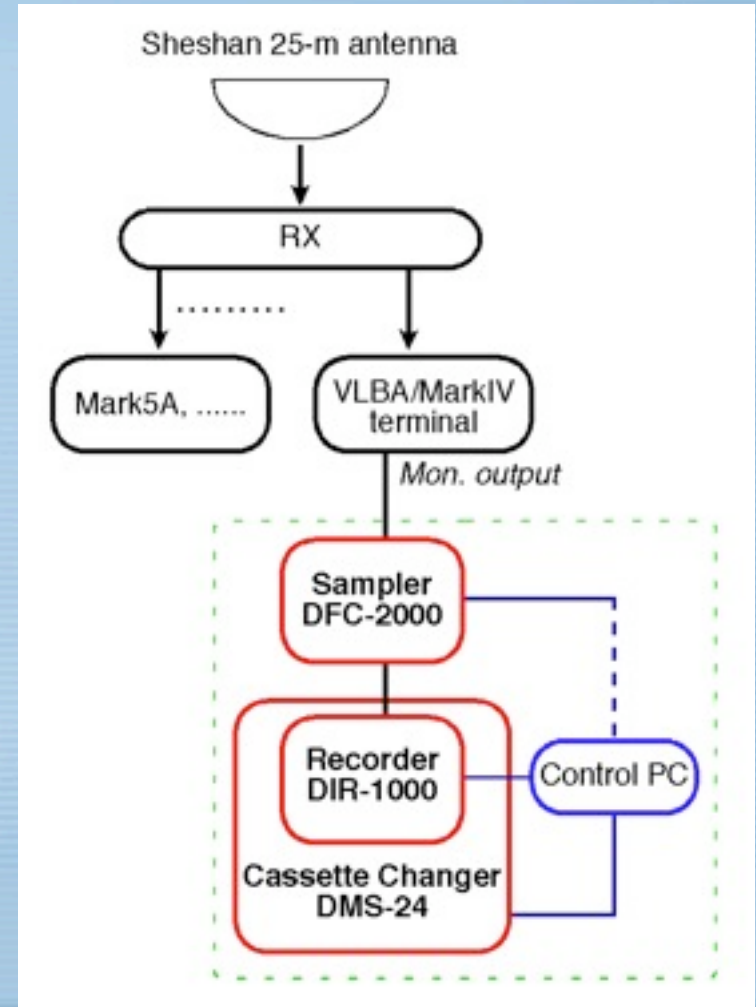 Sheshan 25-m antenna
RX
.........
Mark5A, ......
VLBA/MarkIV
terminal
Mon. output
Sampler
DFC-2000
Recorder
DIR-1000
Control PC
Cassette Changer
DMS-24